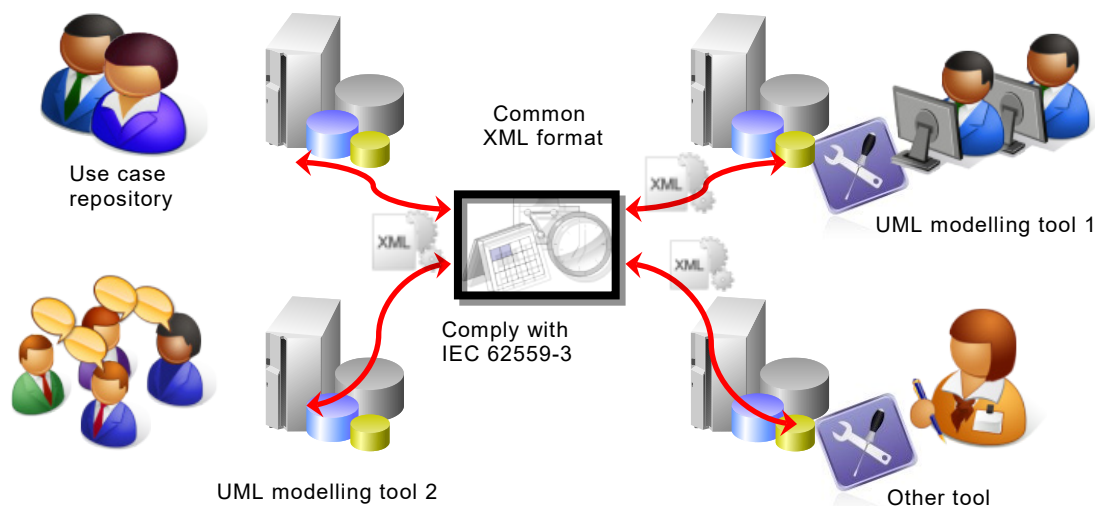 Common
XML format
Use case
repository
XML
UML modelling tool 1
XML
XML
Comply with
IEC 62559-3
UML modelling tool 2
Other tool